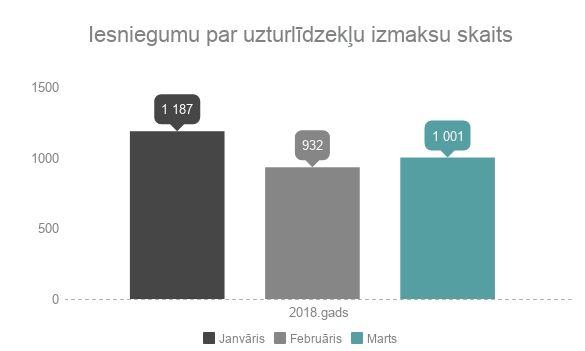 Iesniegumu par uzturlīdzekļu izmaksu skaits
1500
1 187
1 001
932
1000
500
0
2018.gads
Janvāris Februāris Marts